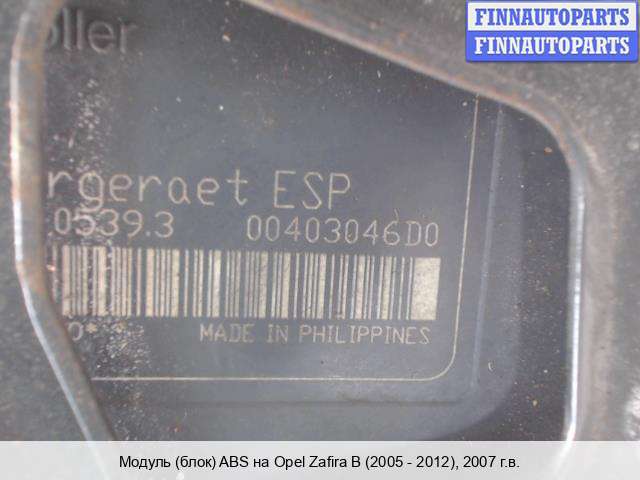 FINNAUTOPARTS
FINNAUTOPARTS
oller
rgeraet ESP
0539.3 00403046D0
0*
MADE IN PHILIPPINES
Модуль (блок) ABS на Opel Zafira B (2005 - 2012), 2007 г.в.